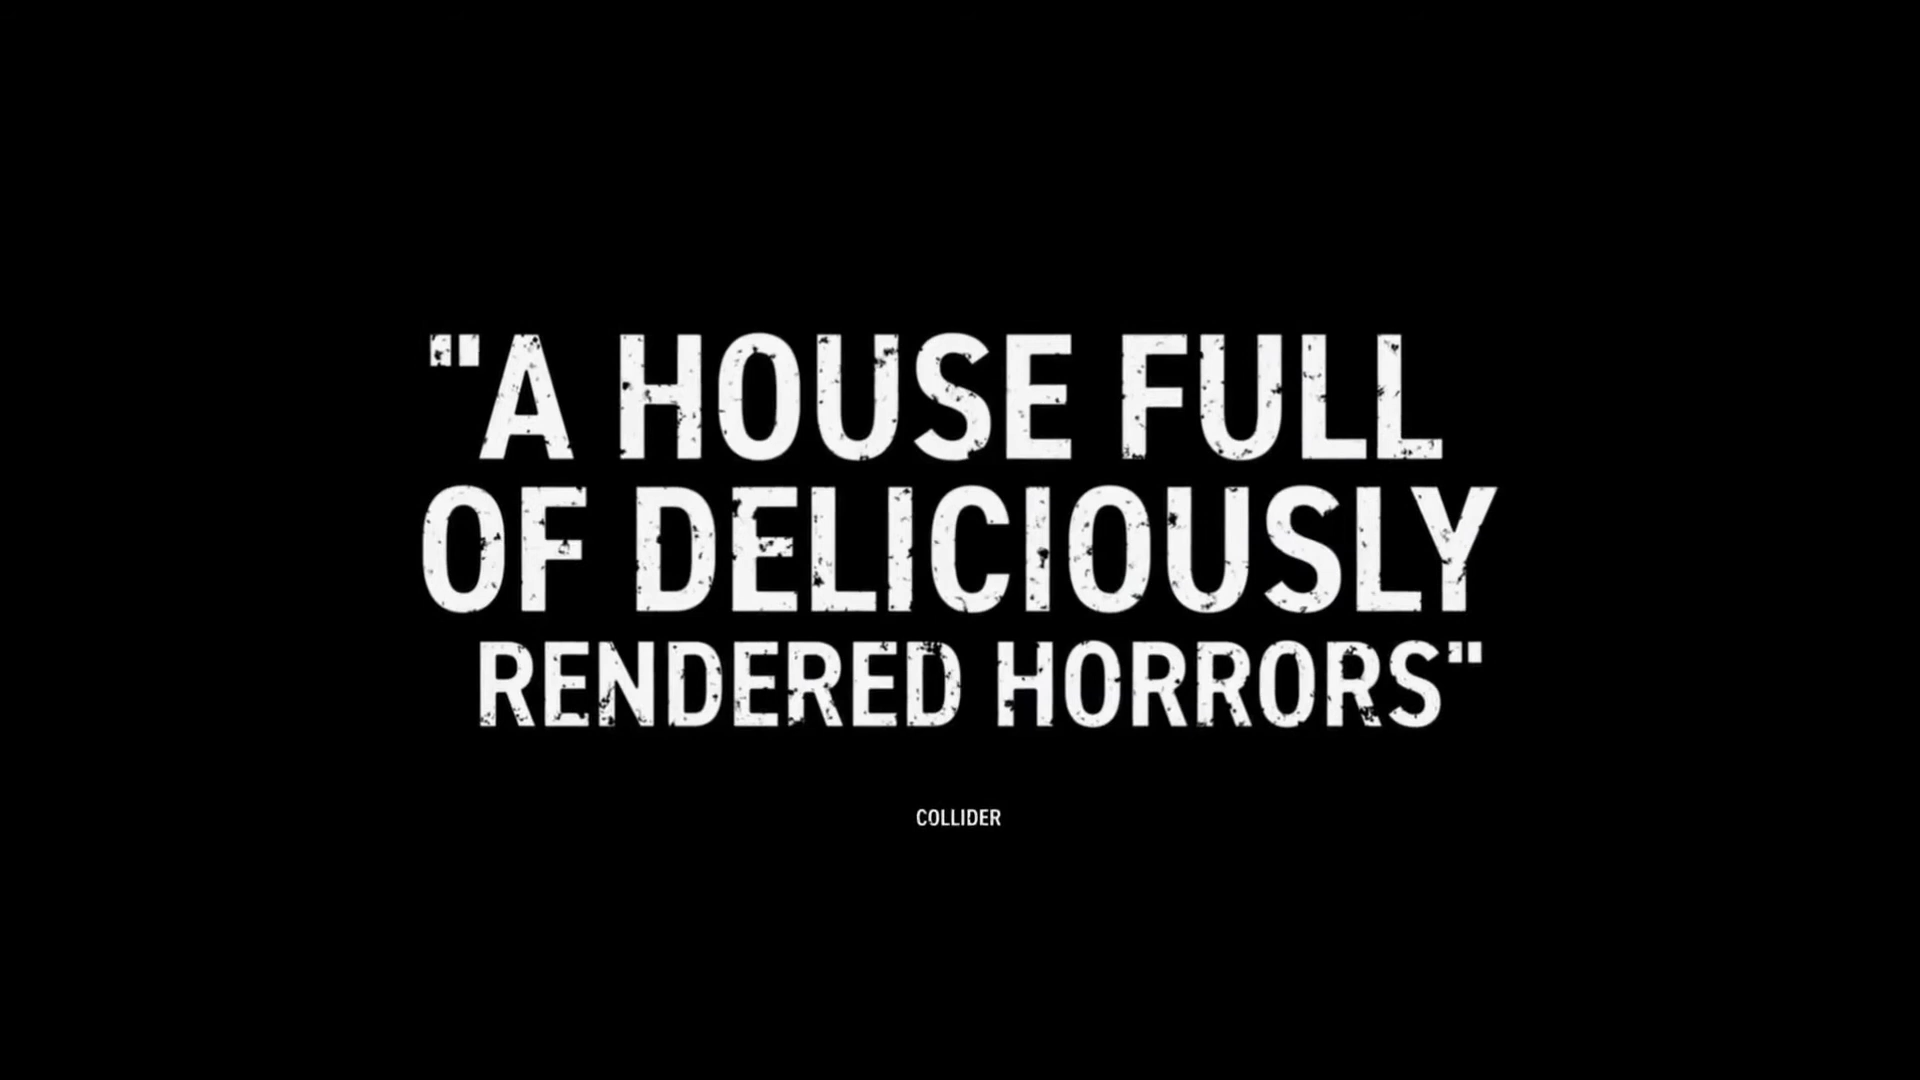 "A HOUSE FULL
OF DELICIOUSLY
RENDERED HORRORS"
COLLIDER